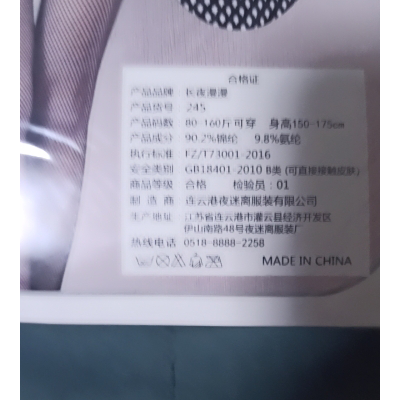 合格证
产品品牌 长夜漫漫
产品货号 245
产品码数 80-160斤可穿 身高150-175cm
产品成分 90.2%锦纶 9.8%氨纶
执行标准 FZ/T73001-2016
安全类别 GB18401-2010 B类 (可直接接触皮肤)
商品等级 合格 检验员：01
制造商 连云港夜迷离服装有限公司
生产地址 江苏省连云港市灌云县经济开发区
伊山南路48号夜迷离服装厂
热线电话 0518-8888-2258
MADE IN CHINA